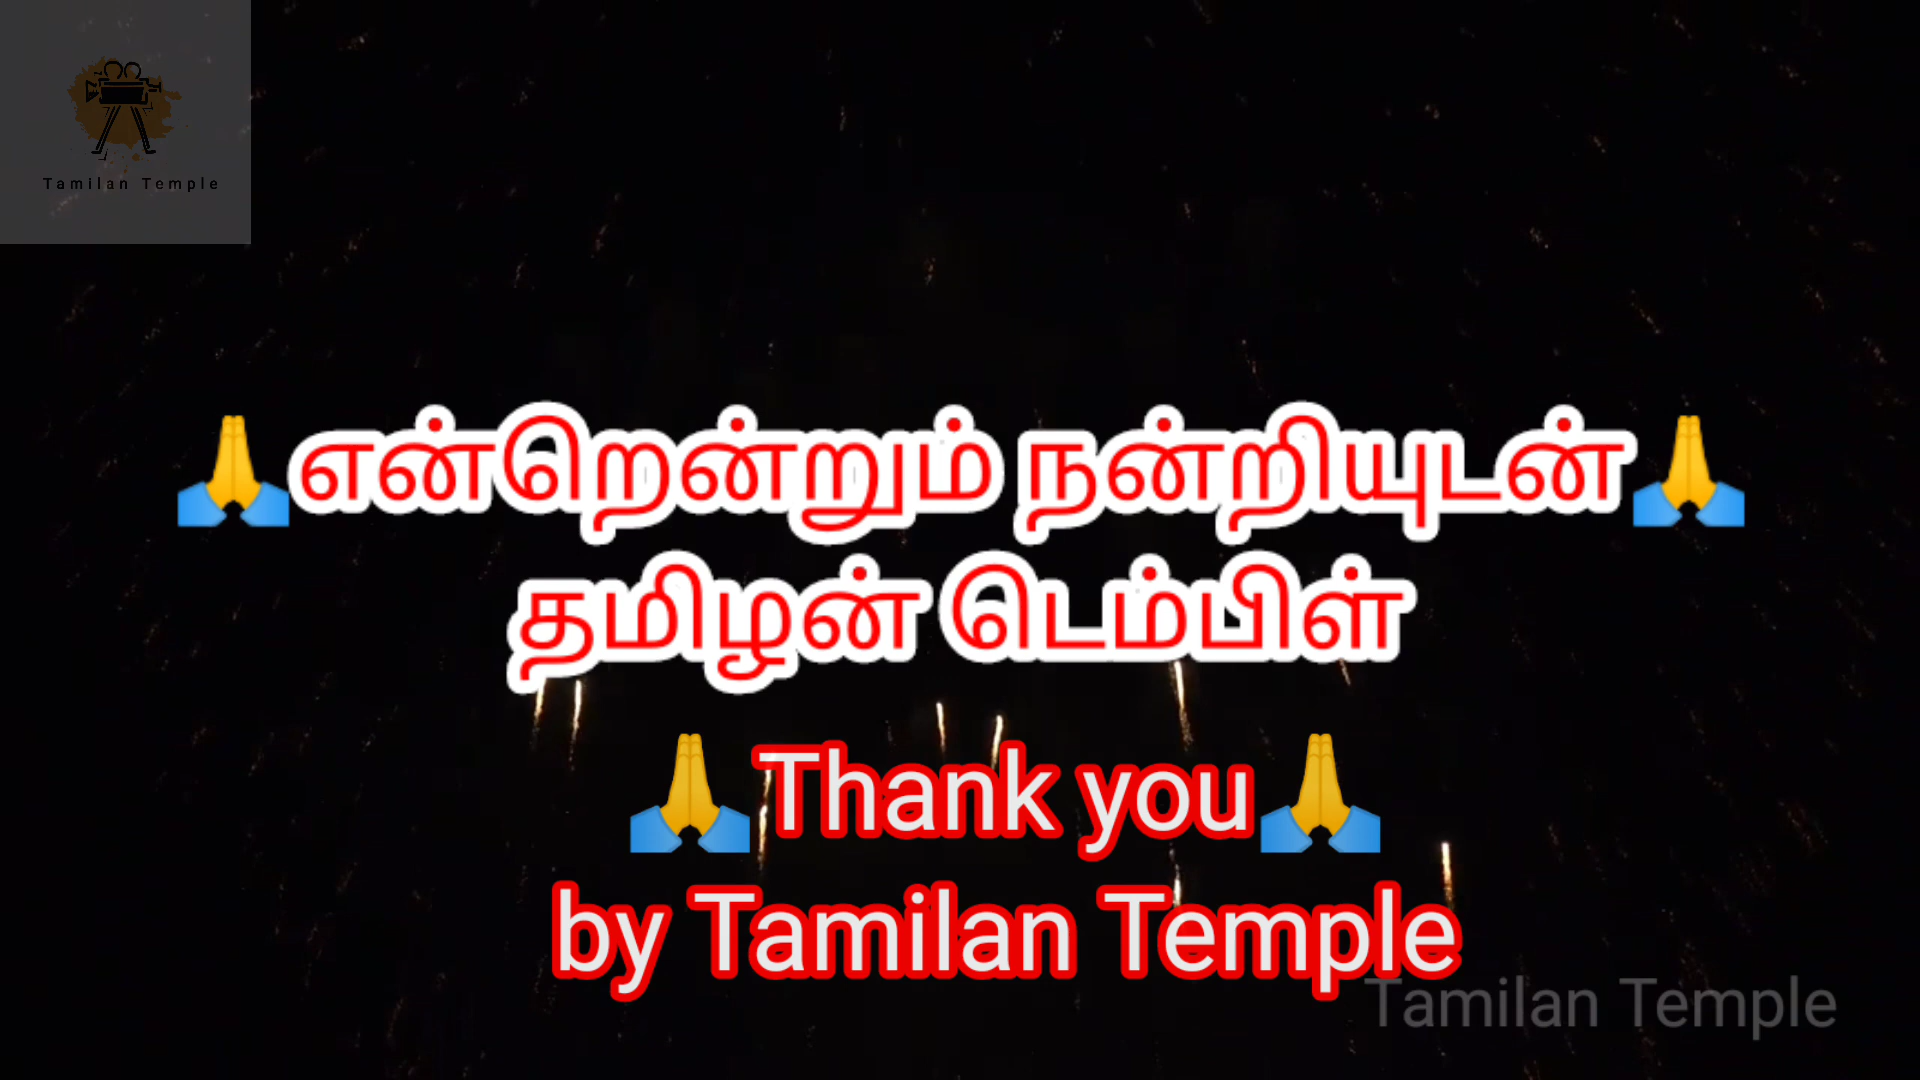 Tamilan Temple
🙏என்றென்றும் நன்றியுடன்🙏
தமிழன் டெம்பிள்
🙏Thank you🙏
by Tamilan Temple
Tamilan Temple